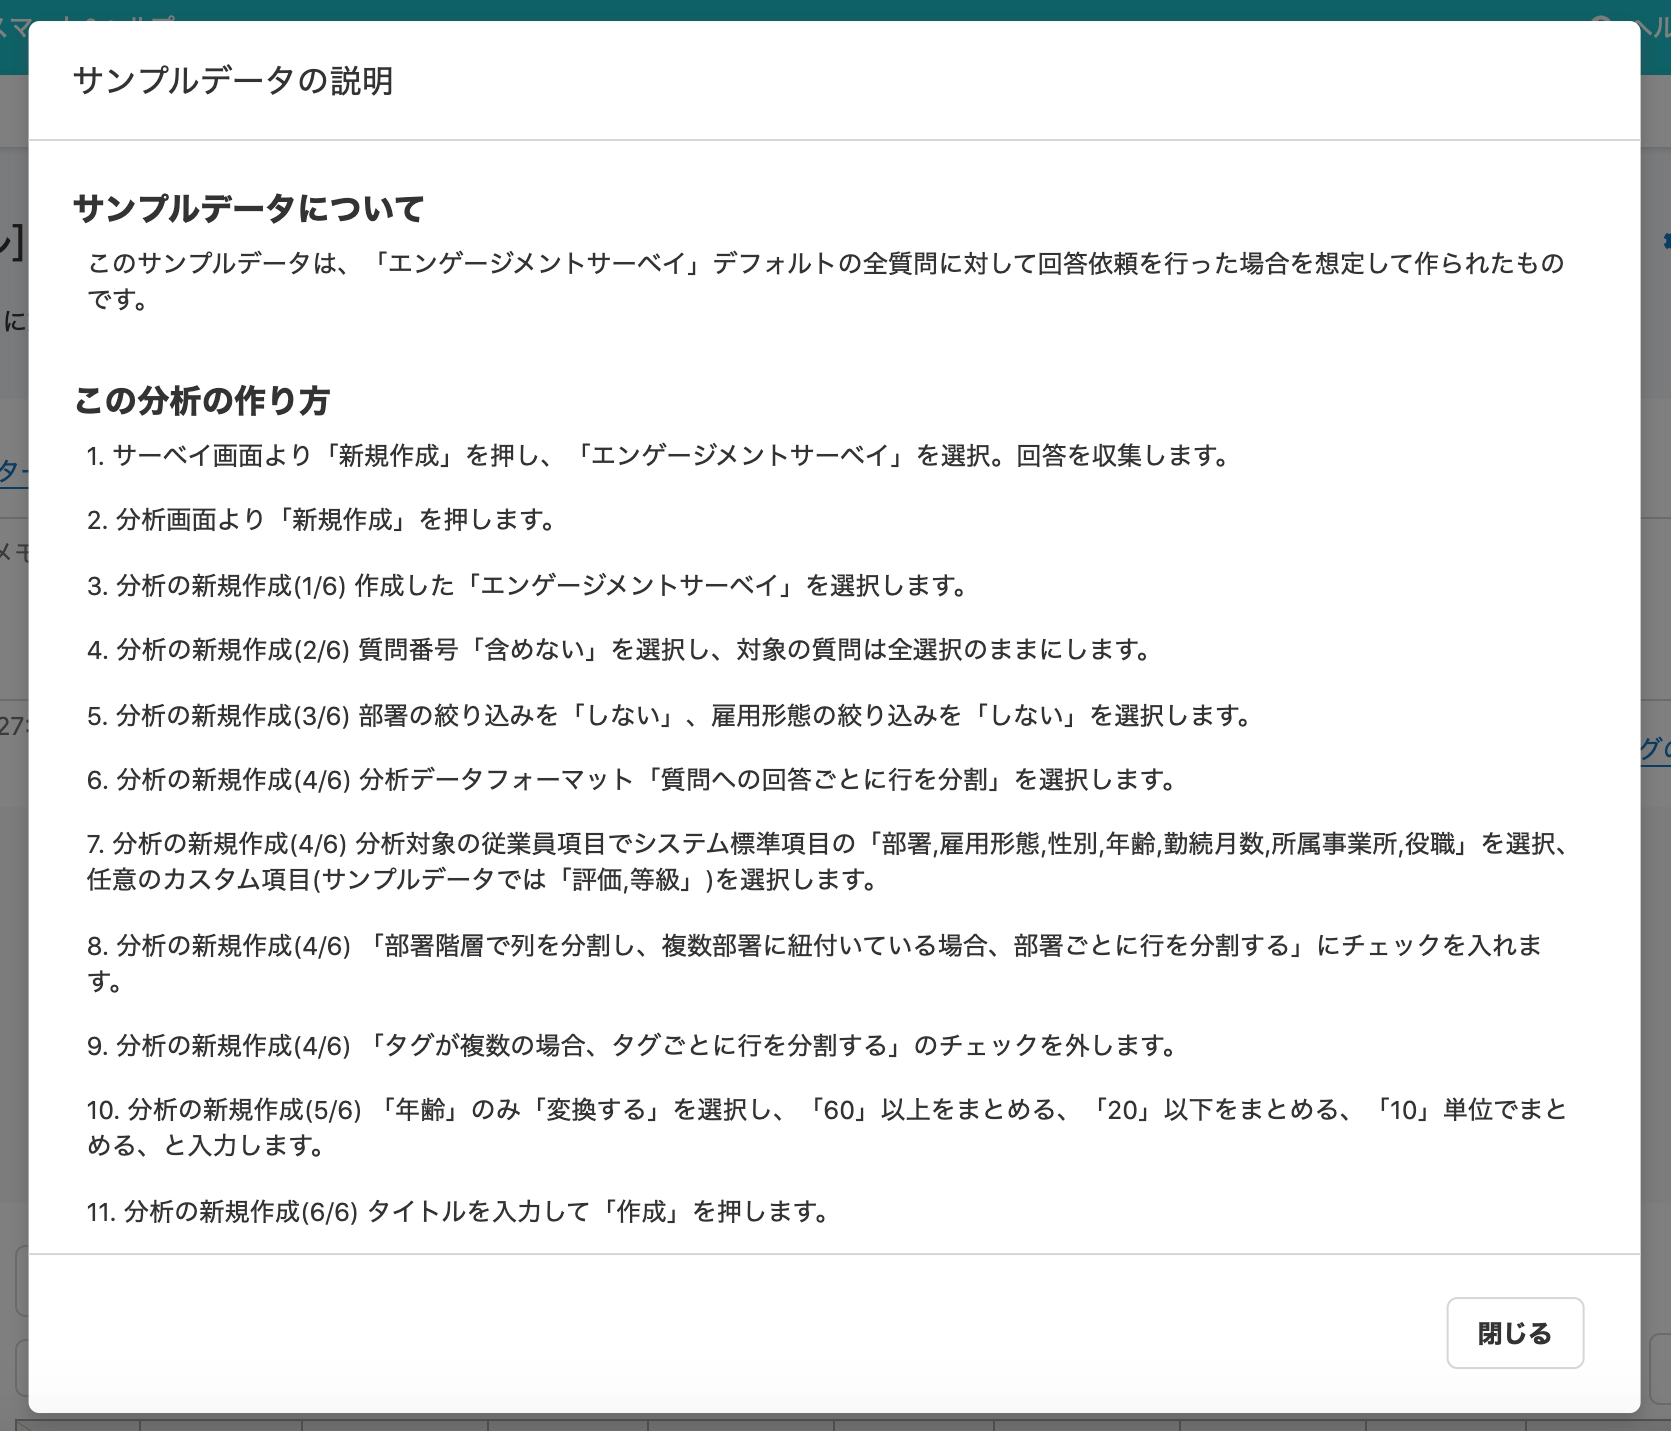 サンプルデータの説明
サンプルデータについて
このサンプルデータは、「エンゲージメントサーベイ」デフォルトの全質問に対して回答依頼を行った場合を想定して作られたもの
です。
この分析の作り方
1. サーベイ画面より「新規作成」を押し、「エンゲージメントサーベイ」を選択。回答を収集します。
2. 分析画面より「新規作成」を押します。
3. 分析の新規作成(1/6) 作成した「エンゲージメントサーベイ」を選択します。
4. 分析の新規作成(2/6) 質問番号「含めない」を選択し、対象の質問は全選択のままにします。
5. 分析の新規作成(3/6) 部署の絞り込みを「しない」、雇用形態の絞り込みを「しない」を選択します。
6. 分析の新規作成(4/6) 分析データフォーマット「質問への回答ごとに行を分割」を選択します。
7. 分析の新規作成(4/6) 分析対象の従業員項目でシステム標準項目の「部署,雇用形態,性別,年齢,勤続月数,所属事業所,役職」を選択、
任意のカスタム項目(サンプルデータでは「評価,等級」)を選択します。
8. 分析の新規作成(4/6) 「部署階層で列を分割し、複数部署に紐付いている場合、部署ごとに行を分割する」にチェックを入れま
す。
9. 分析の新規作成(4/6) 「タグが複数の場合、タグごとに行を分割する」のチェックを外します。
10. 分析の新規作成(5/6) 「年齢」のみ「変換する」を選択し、「60」以上をまとめる、「20」以下をまとめる、「10」単位でまと
める、と入力します。
11. 分析の新規作成(6/6) タイトルを入力して「作成」を押します。
閉じる